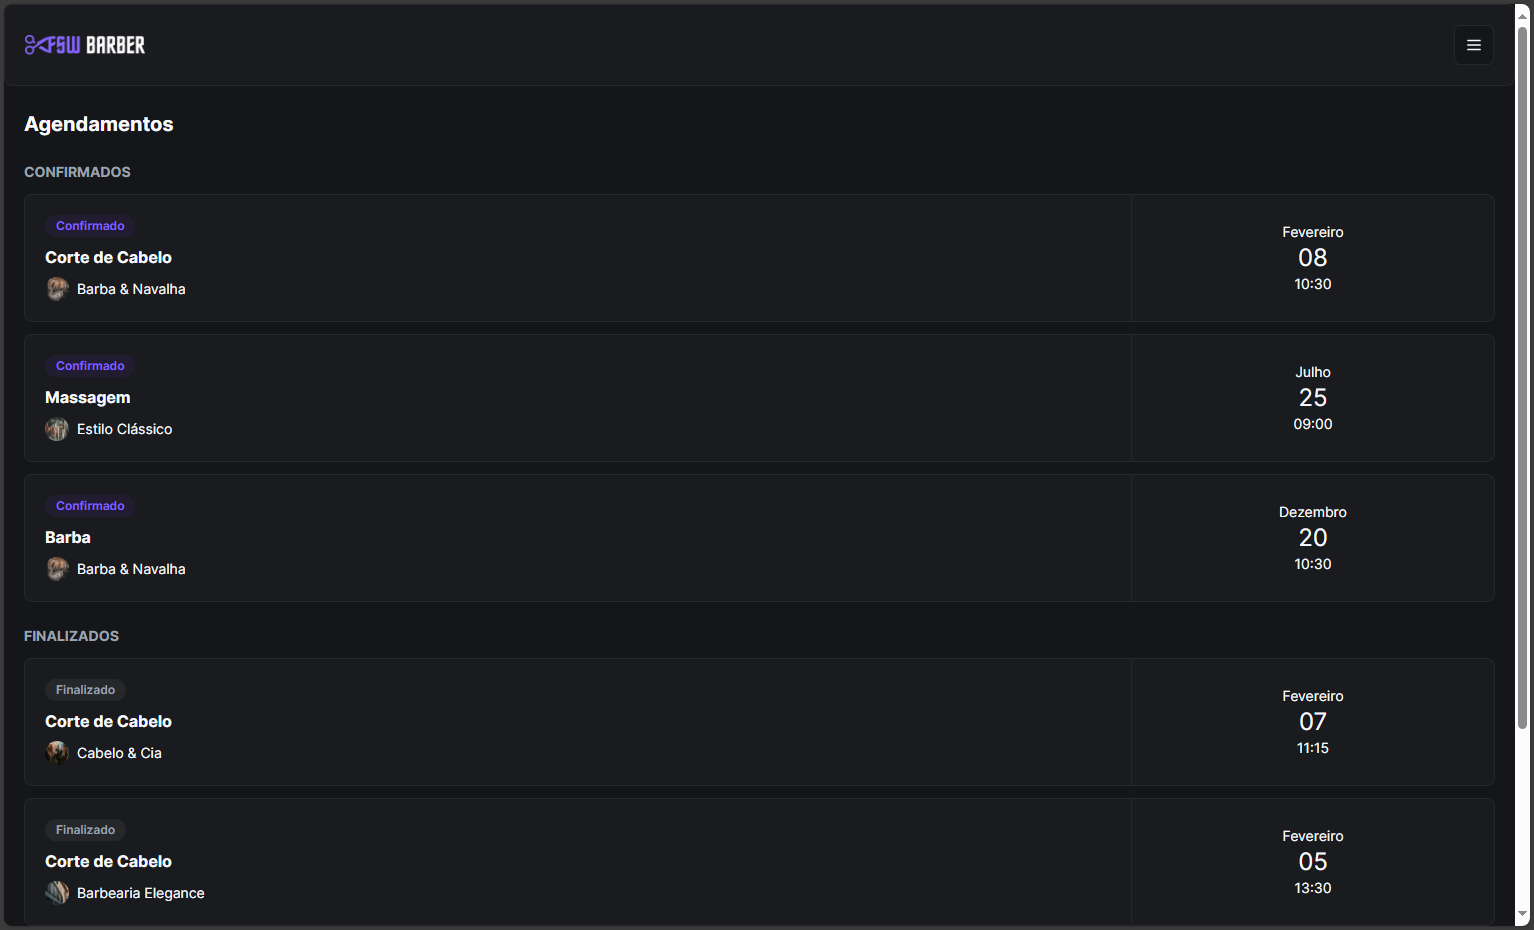 FSW BARBER
Agendamentos
CONFIRMADOS
Confirmado
Corte de Cabelo
Barba & Navalha
Fevereiro
08
10:30
Confirmado
Massagem
Estilo Clássico
Julho
25
09:00
Confirmado
Barba
Barba & Navalha
Dezembro
20
10:30
FINALIZADOS
Finalizado
Corte de Cabelo
Cabelo & Cia
Fevereiro
07
11:15
Finalizado
Corte de Cabelo
Barbearia Elegance
Fevereiro
05
13:30